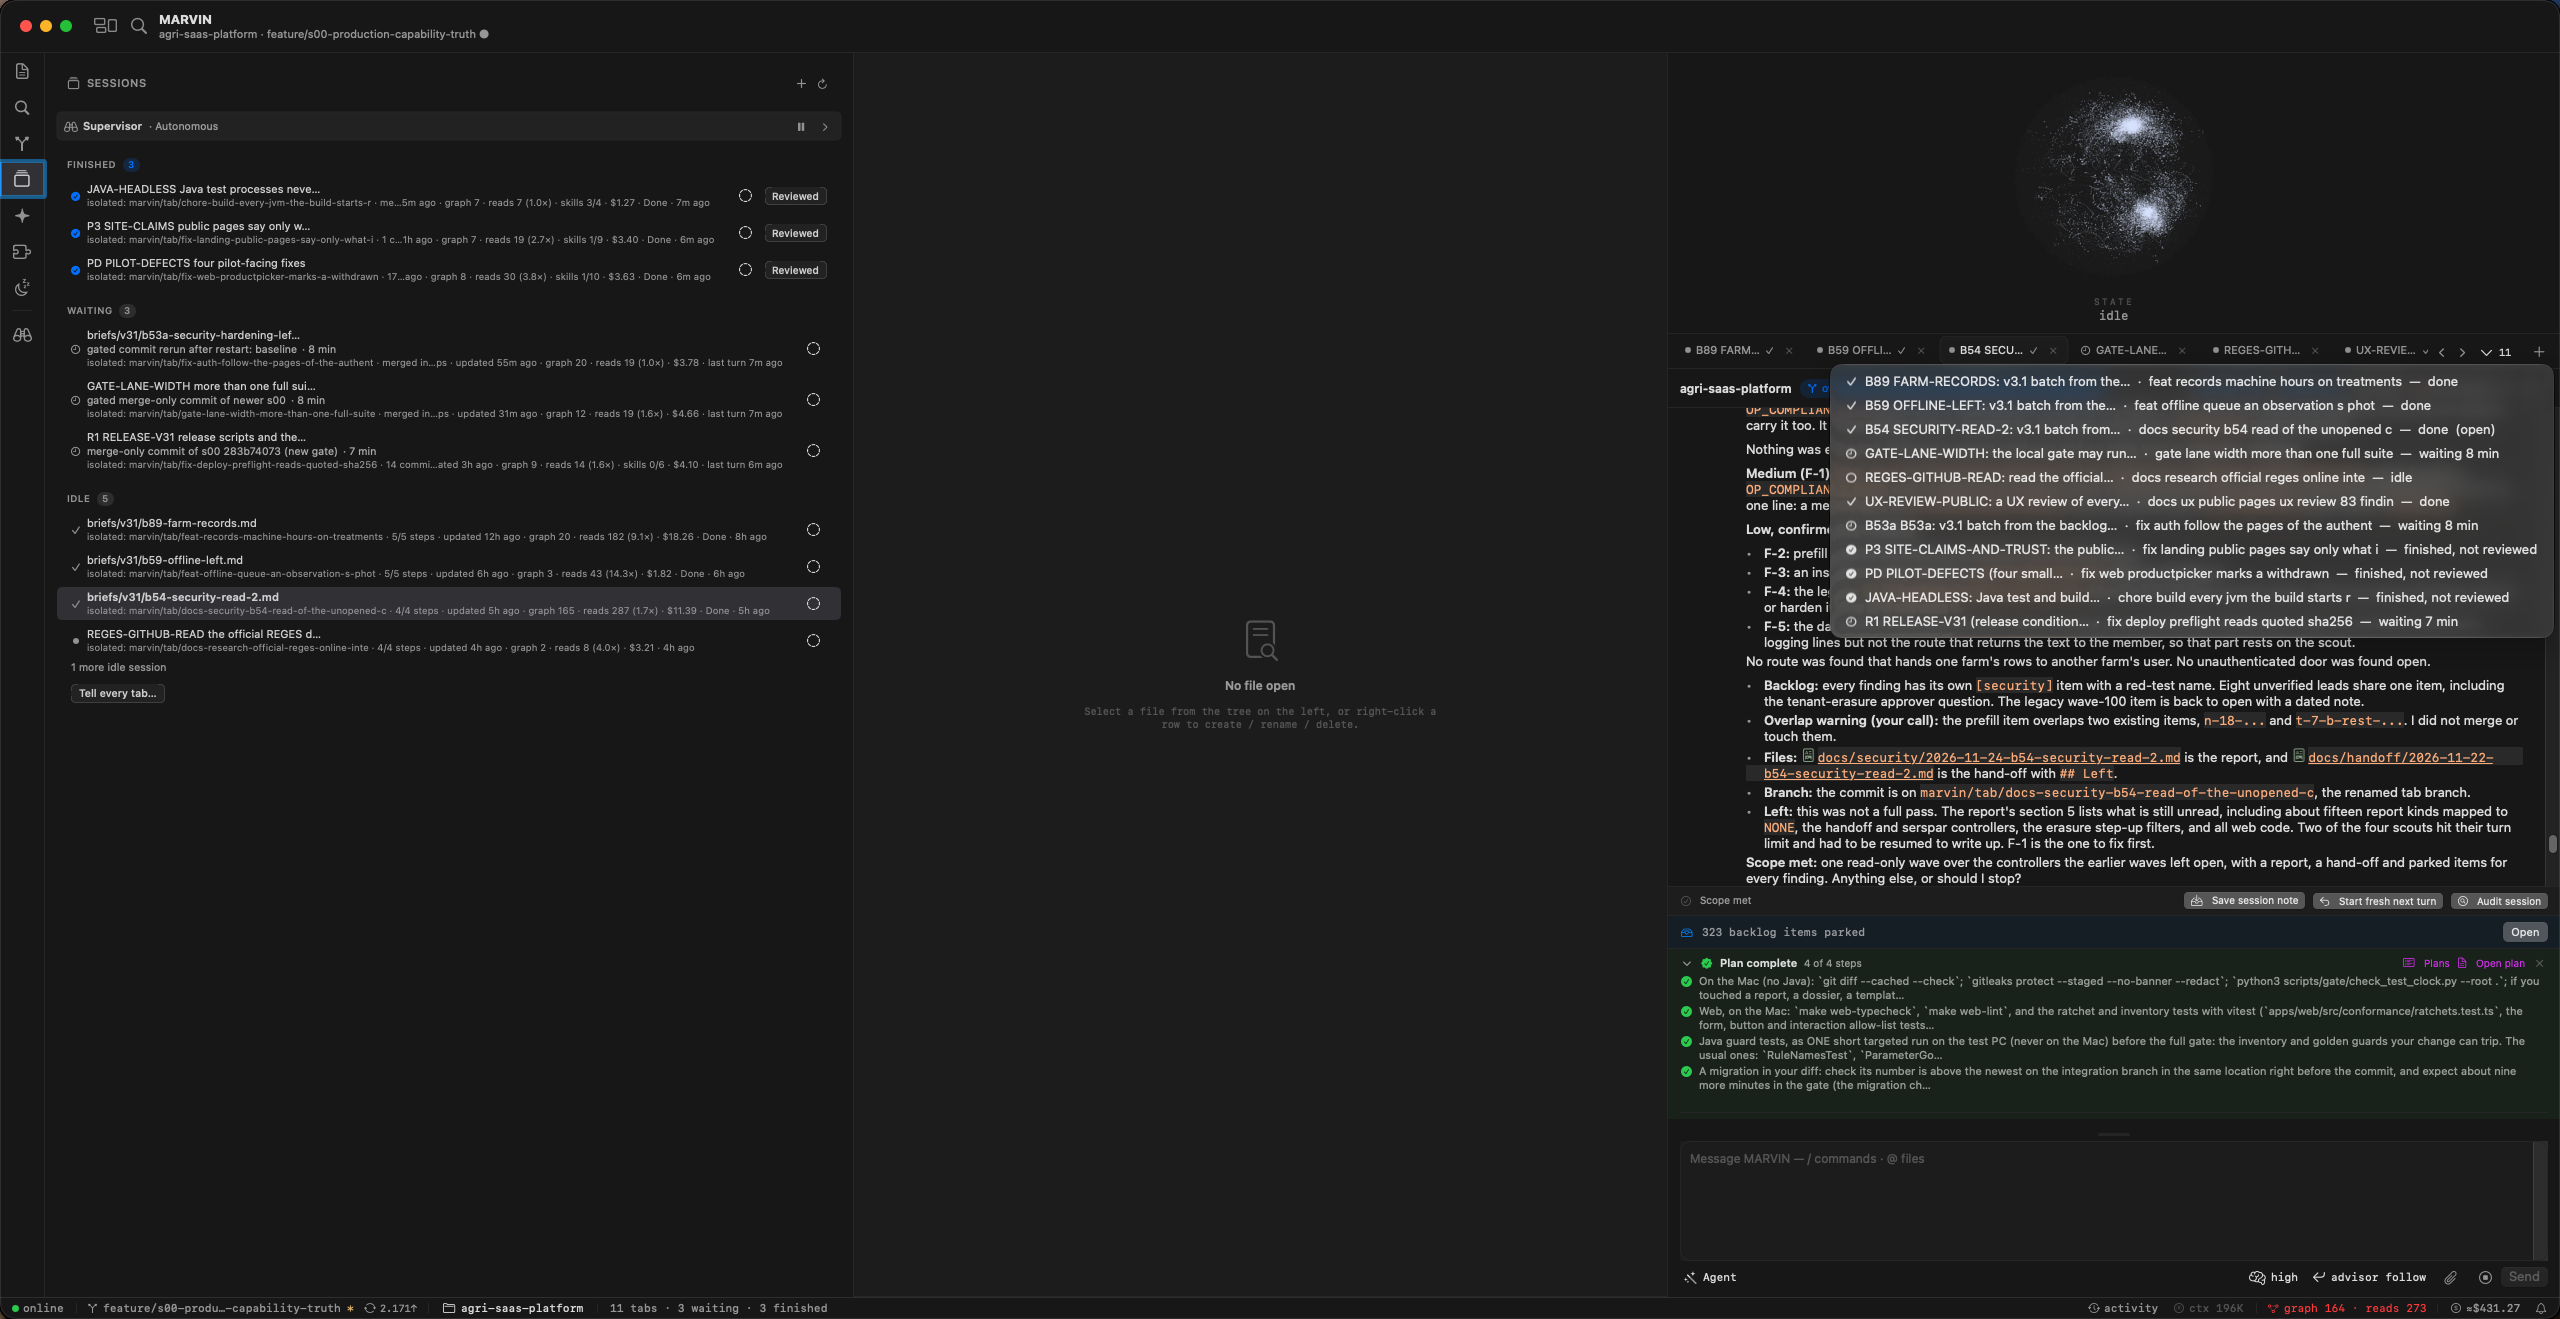 MARVIN
agri-saas-platform · feature/s00-production-capability-truth
SESSIONS
Supervisor · Autonomous
FINISHED 3
JAVA-HEADLESS Java test processes neve...
isolated: marvin/tab/chore-build-every-jvm-the-build-starts-r · me...5m ago · graph 7 · reads 7 (1.0×) · skills 3/4 · $1.27 · Done · 7m ago
Reviewed
P3 SITE-CLAIMS public pages say only w...
isolated: marvin/tab/fix-landing-public-pages-say-only-what-i · 1 c...1h ago · graph 7 · reads 19 (2.7×) · skills 1/9 · $3.40 · Done · 6m ago
Reviewed
PD PILOT-DEFECTS four pilot-facing fixes
isolated: marvin/tab/fix-web-productpicker-marks-a-withdrawn · 17...ago · graph 8 · reads 30 (3.8×) · skills 1/10 · $3.63 · Done · 6m ago
Reviewed
WAITING 3
briefs/v31/b53a-security-hardening-lef...
gated commit rerun after restart: baseline · 8 min
isolated: marvin/tab/fix-auth-follow-the-pages-of-the-authent · merged in...ps · updated 55m ago · graph 20 · reads 19 (1.0×) · $3.78 · last turn 7m ago
GATE-LANE-WIDTH more than one full sui...
gated merge-only commit of newer s00 · 8 min
isolated: marvin/tab/gate-lane-width-more-than-one-full-suite · merged in...ps · updated 31m ago · graph 12 · reads 19 (1.6×) · $4.66 · last turn 7m ago
R1 RELEASE-V31 release scripts and the...
merge-only commit of s00 283b74073 (new gate) · 7 min
isolated: marvin/tab/fix-deploy-preflight-reads-quoted-sha256 · 14 commi...ated 3h ago · graph 9 · reads 14 (1.6×) · skills 0/6 · $4.10 · last turn 6m ago
IDLE 5
briefs/v31/b89-farm-records.md
isolated: marvin/tab/feat-records-machine-hours-on-treatments · 5/5 steps · updated 12h ago · graph 20 · reads 182 (9.1×) · $18.26 · Done · 8h ago
briefs/v31/b59-offline-left.md
isolated: marvin/tab/feat-offline-queue-an-observation-s-phot · 5/5 steps · updated 6h ago · graph 3 · reads 43 (14.3×) · $1.82 · Done · 6h ago
briefs/v31/b54-security-read-2.md
isolated: marvin/tab/docs-security-b54-read-of-the-unopened-c · 4/4 steps · updated 5h ago · graph 165 · reads 287 (1.7×) · $11.39 · Done · 5h ago
REGES-GITHUB-READ the official REGES d...
isolated: marvin/tab/docs-research-official-reges-online-inte · 4/4 steps · updated 4h ago · graph 2 · reads 8 (4.0×) · $3.21 · 4h ago
1 more idle session
Tell every tab...
No file open
Select a file from the tree on the left, or right-click a
row to create / rename / delete.
STATE
idle
B89 FARM... B59 OFFLI... B54 SECU... GATE-LANE... REGES-GITH... UX-REVIE... 11
agri-saas-platform
B89 FARM-RECORDS: v3.1 batch from the... · feat records machine hours on treatments — done
B59 OFFLINE-LEFT: v3.1 batch from the... · feat offline queue an observation s phot — done
B54 SECURITY-READ-2: v3.1 batch from... · docs security b54 read of the unopened c — done (open)
GATE-LANE-WIDTH: the local gate may run... · gate lane width more than one full suite — waiting 8 min
REGES-GITHUB-READ: read the official... · docs research official reges online inte — idle
UX-REVIEW-PUBLIC: a UX review of every... · docs ux public pages ux review 83 findin — done
B53a B53a: v3.1 batch from the backlog... · fix auth follow the pages of the authent — waiting 8 min
P3 SITE-CLAIMS-AND-TRUST: the public... · fix landing public pages say only what i — finished, not reviewed
PD PILOT-DEFECTS (four small... · fix web productpicker marks a withdrawn — finished, not reviewed
JAVA-HEADLESS: Java test and build... · chore build every jvm the build starts r — finished, not reviewed
R1 RELEASE-V31 (release condition... · fix deploy preflight reads quoted sha256 — waiting 7 min
OP_COMPLIAN
carry it too. It
Nothing was e
Medium (F-1)
OP_COMPLIAN
one line: a me
Low, confirme
F-2: prefill
F-3: an ins
F-4: the le
or harden i
F-5: the da
logging lines but not the route that returns the text to the member, so that part rests on the scout.
No route was found that hands one farm's rows to another farm's user. No unauthenticated door was found open.
Backlog: every finding has its own [security] item with a red-test name. Eight unverified leads share one item, including
the tenant-erasure approver question. The legacy wave-100 item is back to open with a dated note.
Overlap warning (your call): the prefill item overlaps two existing items, n-18-... and t-7-b-rest-.... I did not merge or
touch them.
Files: docs/security/2026-11-24-b54-security-read-2.md is the report, and docs/handoff/2026-11-22-
b54-security-read-2.md is the hand-off with ## Left.
Branch: the commit is on marvin/tab/docs-security-b54-read-of-the-unopened-c, the renamed tab branch.
Left: this was not a full pass. The report's section 5 lists what is still unread, including about fifteen report kinds mapped to
NONE, the handoff and serspar controllers, the erasure step-up filters, and all web code. Two of the four scouts hit their turn
limit and had to be resumed to write up. F-1 is the one to fix first.
Scope met: one read-only wave over the controllers the earlier waves left open, with a report, a hand-off and parked items for
every finding. Anything else, or should I stop?
Scope met Save session note Start fresh next turn Audit session
323 backlog items parked Open
Plan complete 4 of 4 steps Plans Open plan
On the Mac (no Java): `git diff --cached --check`; `gitleaks protect --staged --no-banner --redact`; `python3 scripts/gate/check_test_clock.py --root .`; if you
touched a report, a dossier, a templat...
Web, on the Mac: `make web-typecheck`, `make web-lint`, and the ratchet and inventory tests with vitest (`apps/web/src/conformance/ratchets.test.ts`, the
form, button and interaction allow-list tests...
Java guard tests, as ONE short targeted run on the test PC (never on the Mac) before the full gate: the inventory and golden guards your change can trip. The
usual ones: `RuleNamesTest`, `ParameterGo...
A migration in your diff: check its number is above the newest on the integration branch in the same location right before the commit, and expect about nine
more minutes in the gate (the migration ch...
Message MARVIN — / commands · @ files
Agent high advisor follow Send
online feature/s00-produ…-capability-truth * 2.171↑ agri-saas-platform 11 tabs · 3 waiting · 3 finished activity ctx 196K graph 164 · reads 273 ≈$431.27